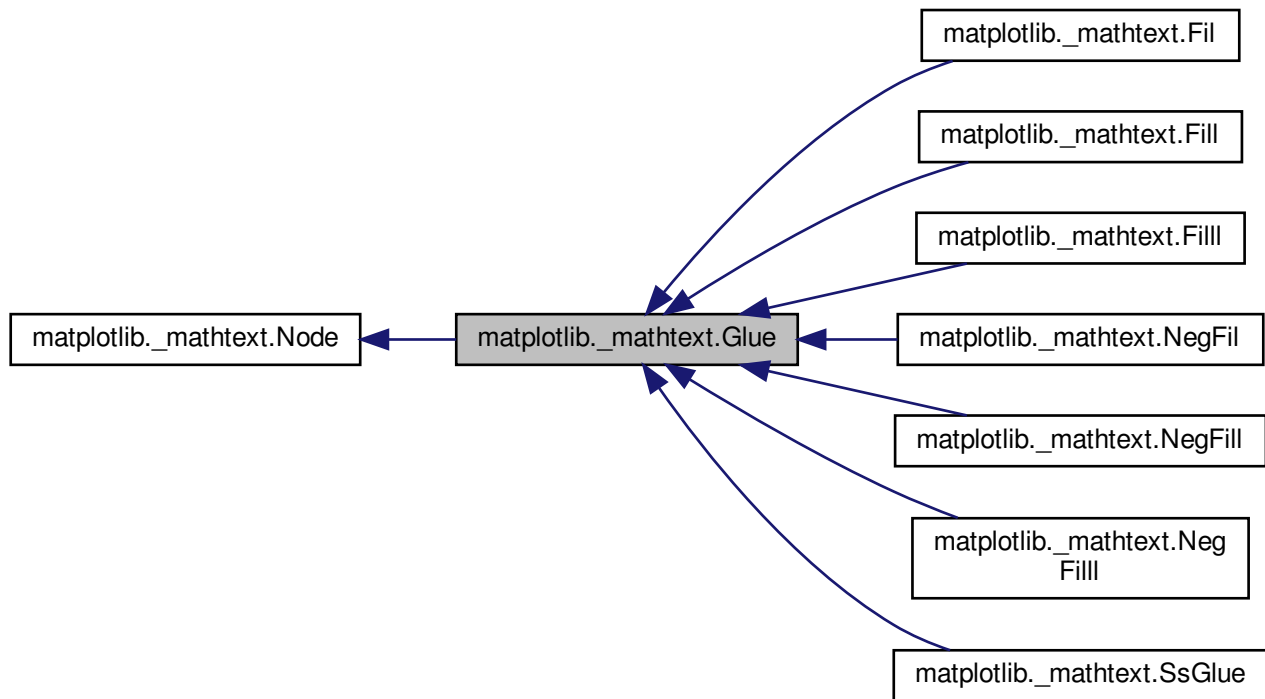 matplotlib._mathtext.Fil
matplotlib._mathtext.Fill
matplotlib._mathtext.Filll
matplotlib._mathtext.Node
matplotlib._mathtext.Glue
matplotlib._mathtext.NegFil
matplotlib._mathtext.NegFill
matplotlib._mathtext.Neg
Filll
matplotlib._mathtext.SsGlue